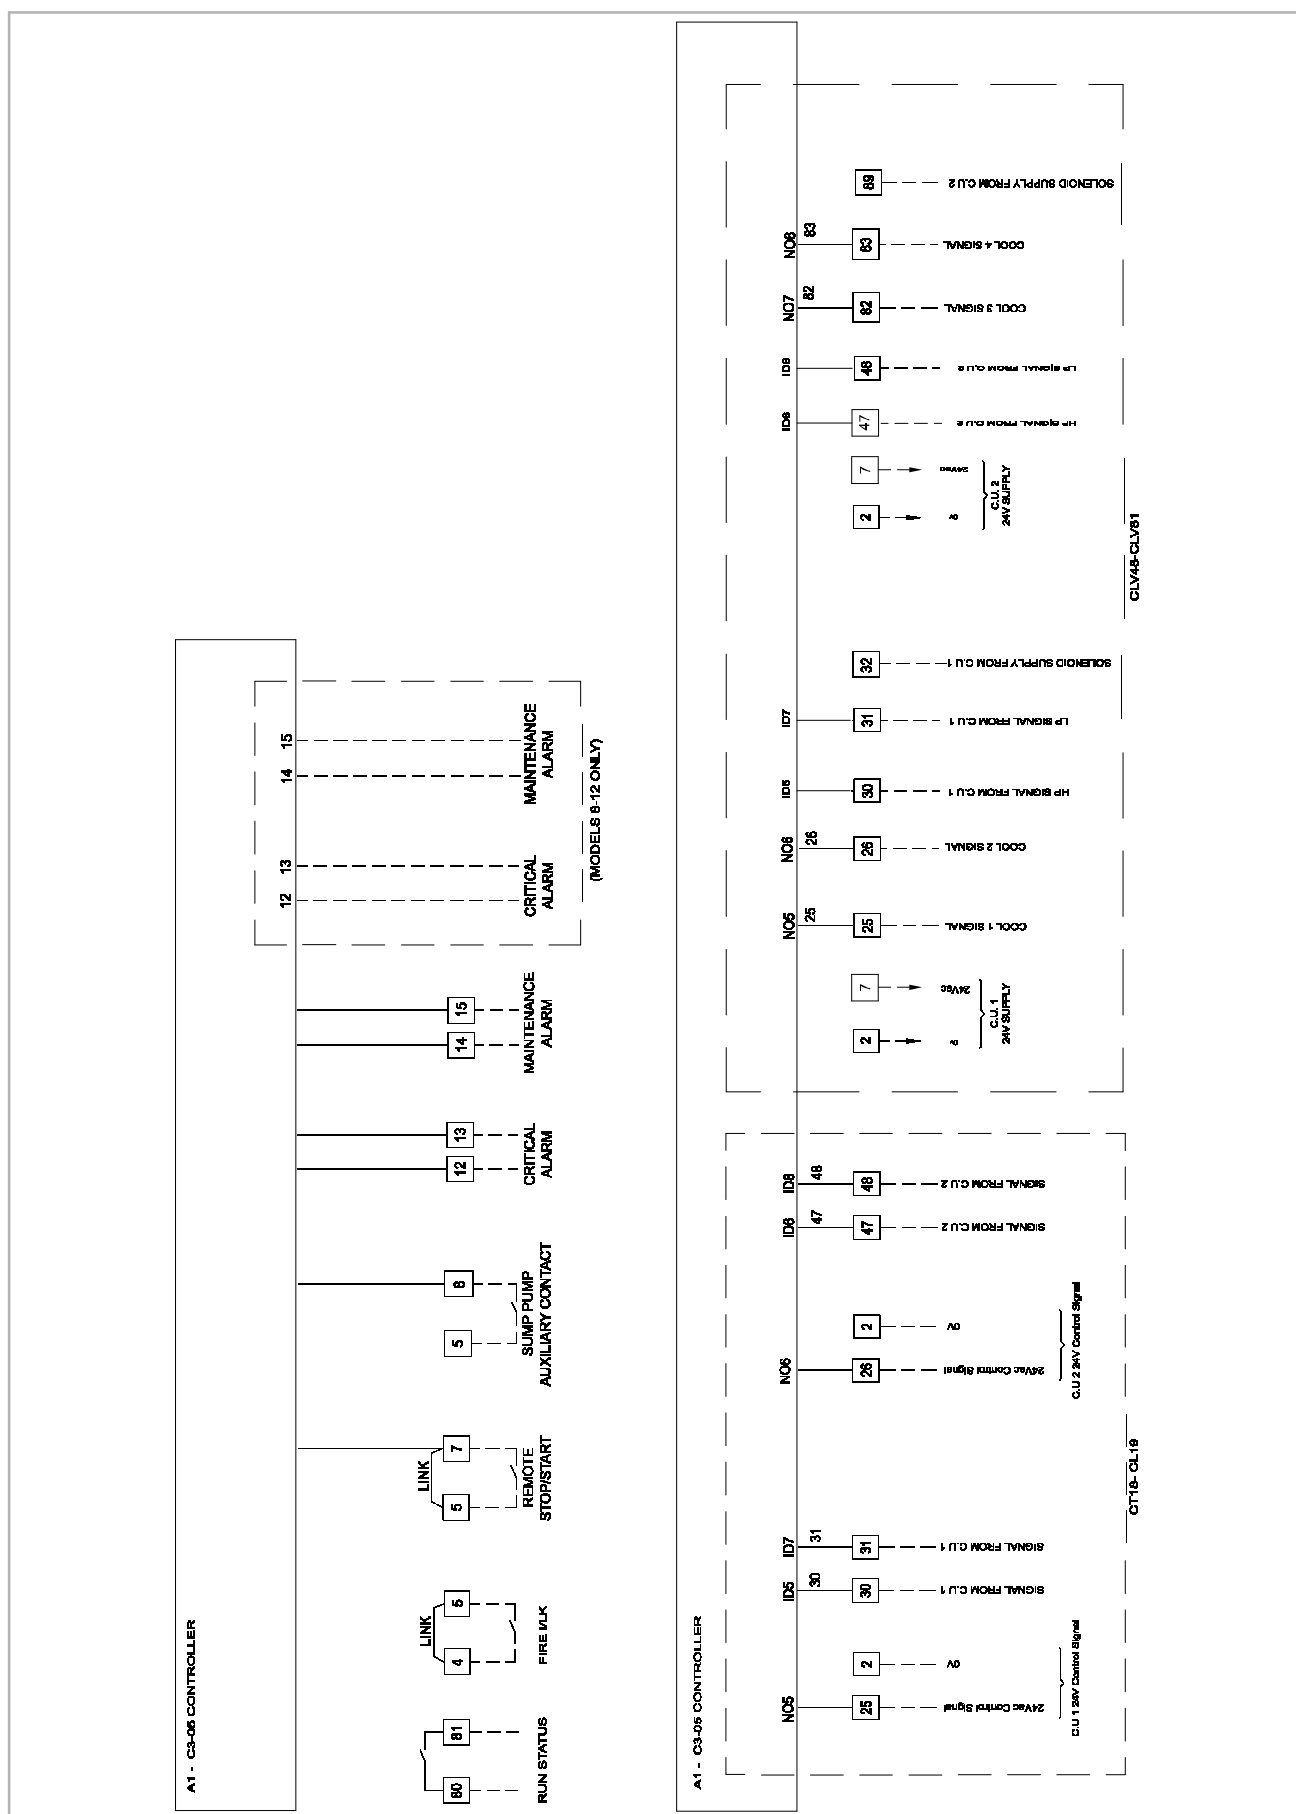 A1 - C3-05 CONTROLLER
12
13
14
15
CRITICAL
ALARM
MAINTENANCE
ALARM
(MODELS 8-12 ONLY)
LINK
LINK
80
81
4
5
5
7
5
6
12
13
14
15
RUN STATUS
FIRE I/LK
REMOTE
STOP/START
SUMP PUMP
AUXILIARY CONTACT
CRITICAL
ALARM
MAINTENANCE
ALARM
A1 - C3-05 CONTROLLER
NO5
ID5
ID7
NO6
ID6
ID8
30
31
47
48
25
2
30
31
26
2
47
48
24Vac Control Signal
0V
SIGNAL FROM C.U 1
SIGNAL FROM C.U 1
24Vac Control Signal
0V
SIGNAL FROM C.U 2
SIGNAL FROM C.U 2
C.U 1 24V Control Signal
C.U 2 24V Control Signal
CT18- CL19
NO5
NO6
ID5
ID7
ID6
ID8
NO7
NO8
25
26
82
83
2
7
25
26
30
31
32
2
7
47
48
82
83
89
0V
24Vac
COOL 1 SIGNAL
COOL 2 SIGNAL
HP SIGNAL FROM C.U 1
LP SIGNAL FROM C.U 1
SOLENOID SUPPLY FROM C.U 1
0V
24Vac
HP SIGNAL FROM C.U 2
LP SIGNAL FROM C.U 2
COOL 3 SIGNAL
COOL 4 SIGNAL
SOLENOID SUPPLY FROM C.U 2
C.U. 1
24V SUPPLY
C.U. 2
24V SUPPLY
CLV48-CLV81